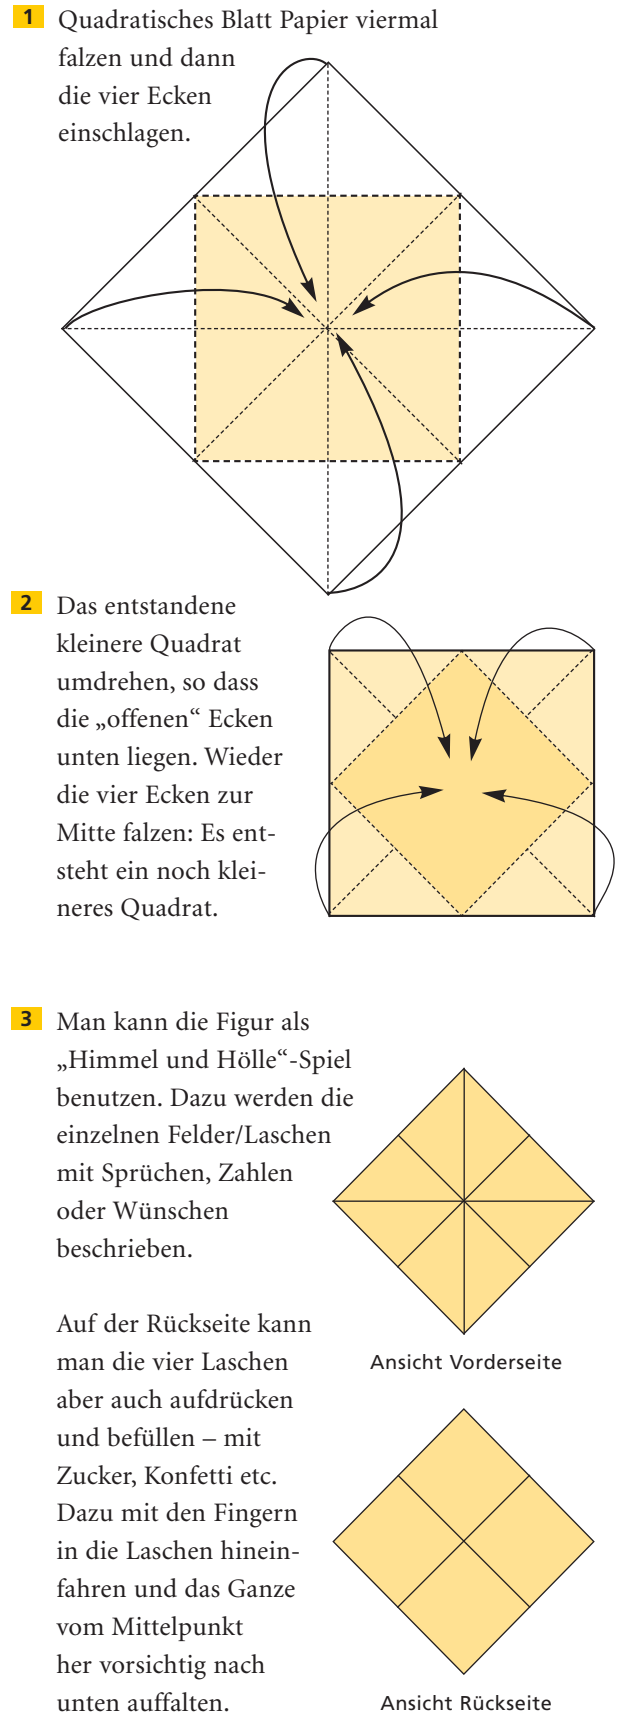 1 Quadratisches Blatt Papier viermal
falzen und dann
die vier Ecken
einschlagen.
2 Das entstandene
kleinere Quadrat
umdrehen, so dass
die „offenen“ Ecken
unten liegen. Wieder
die vier Ecken zur
Mitte falzen: Es ent-
steht ein noch klei-
neres Quadrat.
3 Man kann die Figur als
„Himmel und Hölle“-Spiel
benutzen. Dazu werden die
einzelnen Felder/Laschen
mit Sprüchen, Zahlen
oder Wünschen
beschrieben.
Auf der Rückseite kann
man die vier Laschen
aber auch aufdrücken
und befüllen – mit
Zucker, Konfetti etc.
Dazu mit den Fingern
in die Laschen hinein-
fahren und das Ganze
vom Mittelpunkt
her vorsichtig nach
unten auffalten.
Ansicht Vorderseite
Ansicht Rückseite